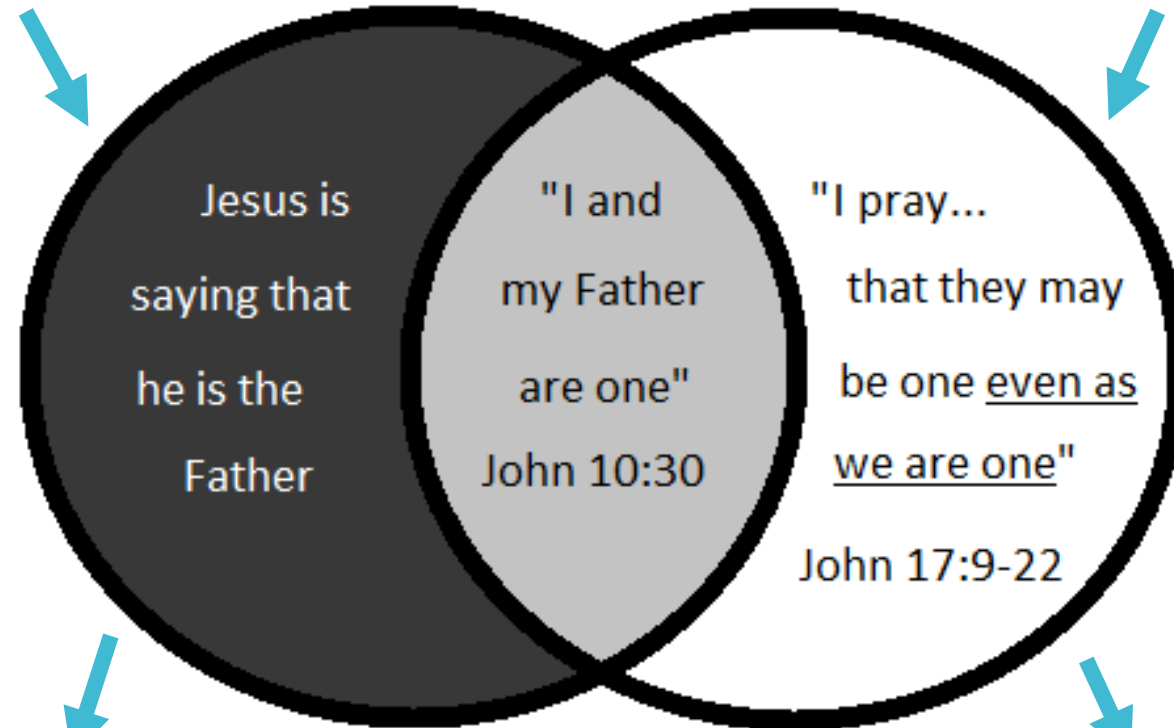 Jesus is
saying that
he is the
Father
"I and
my Father
are one"
John 10:30
"I pray...
that they may
be one even as
we are one"
John 17:9-22